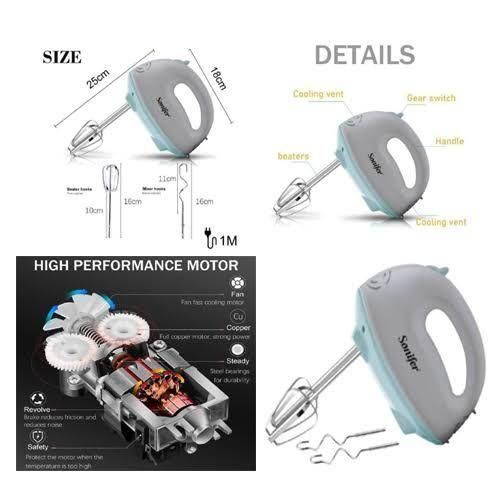 SIZE
25cm
18cm
Sonifer
Beater hooks
Mixer hooks
11cm
10cm
16cm
16cm
1M
DETAILS
Cooling vent
Gear switch
Handle
beaters
Sonifer
Cooling vent
HIGH PERFORMANCE MOTOR
Fan
Fan fast cooling motor
Cu
Copper
Full copper motor, strong power
Steady
Steel bearings
for durability
Revolve
Brake reduces friction and
reduces noise
Safety
Protect the motor when the
temperature is too high
Sonifer